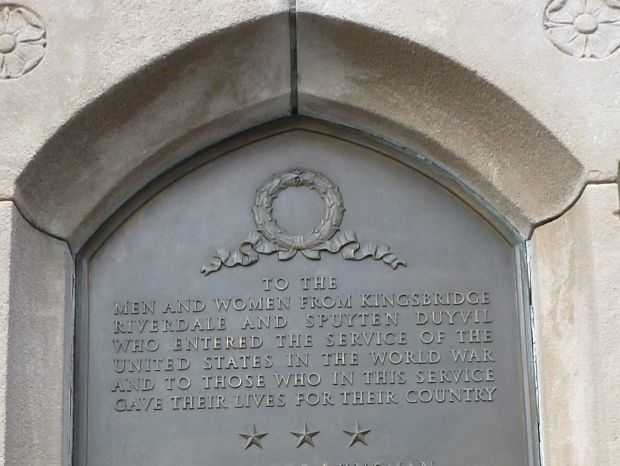 TO THE
MEN AND WOMEN FROM KINGSBRIDGE
RIVERDALE AND SPUYTEN DUYVIL
WHO ENTERED THE SERVICE OF THE
UNITED STATES IN THE WORLD WAR
AND TO THOSE WHO IN THIS SERVICE
GAVE THEIR LIVES FOR THEIR COUNTRY